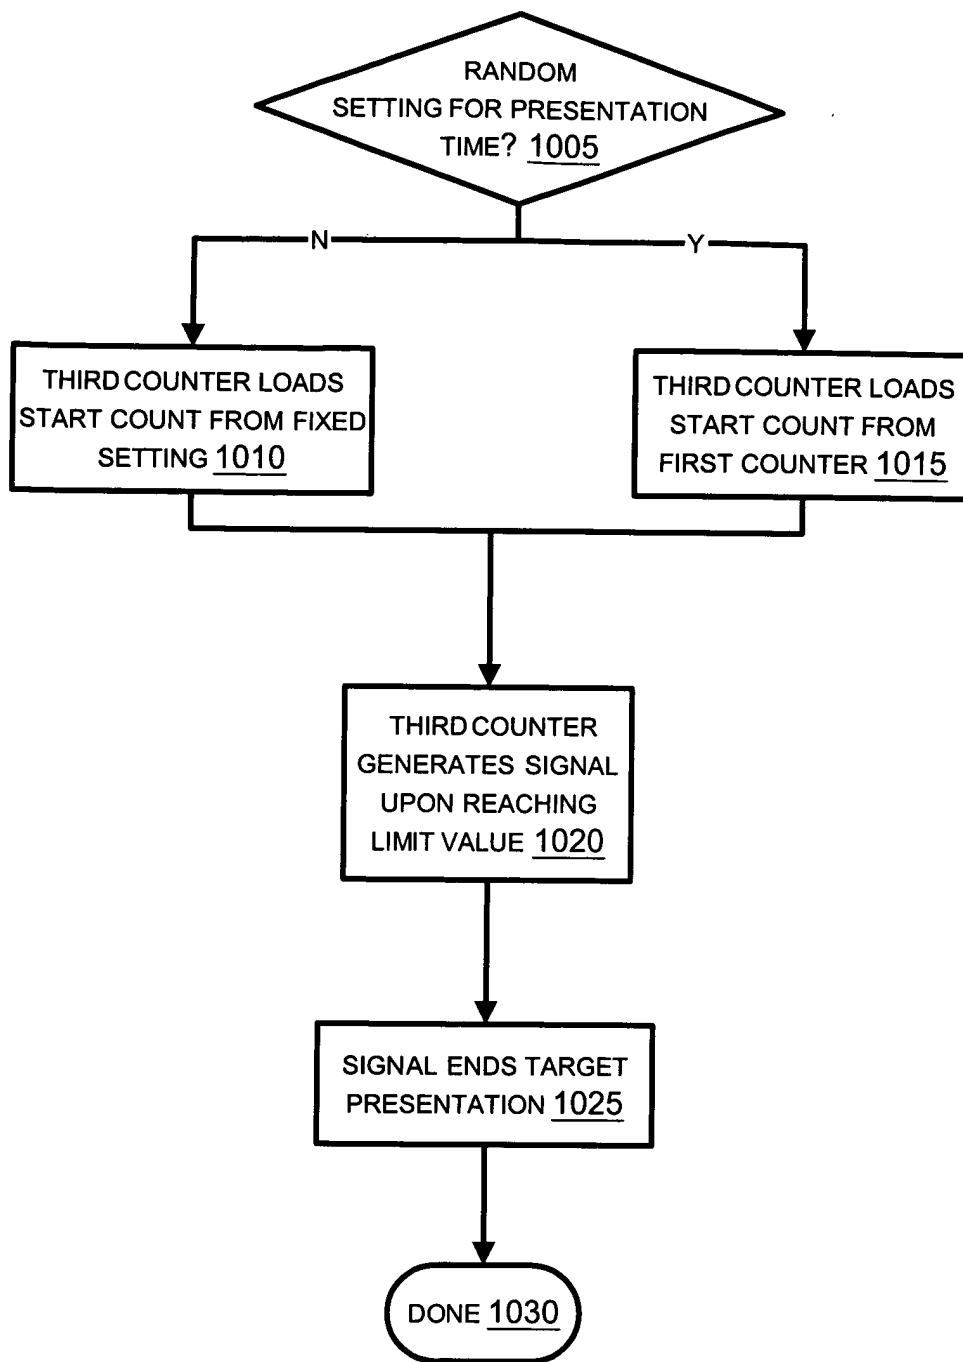 RANDOM
SETTING FOR PRESENTATION
TIME? 1005
N
Y
THIRD COUNTER LOADS
START COUNT FROM FIXED
SETTING 1010
THIRD COUNTER LOADS
START COUNT FROM
FIRST COUNTER 1015
THIRD COUNTER
GENERATES SIGNAL
UPON REACHING
LIMIT VALUE 1020
SIGNAL ENDS TARGET
PRESENTATION 1025
DONE 1030